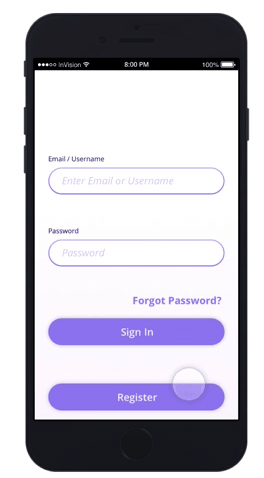 InVision 8:00 PM 100%
Email / Username
Enter Email or Username
Password
Password
Forgot Password?
Sign In
Register